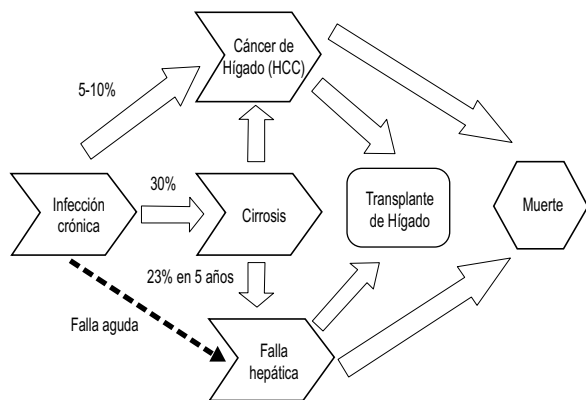 Cáncer de
Hígado (HCC)
5-10%
Infección
crónica
30%
Cirrosis
Transplante
de Hígado
Muerte
23% en 5 años
Falla aguda
Falla
hepática